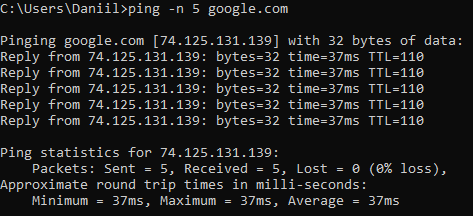 C:\Users\Daniil>ping -n 5 google.com
Pinging google.com [74.125.131.139] with 32 bytes of data:
Reply from 74.125.131.139: bytes=32 time=37ms TTL=110
Reply from 74.125.131.139: bytes=32 time=37ms TTL=110
Reply from 74.125.131.139: bytes=32 time=37ms TTL=110
Reply from 74.125.131.139: bytes=32 time=37ms TTL=110
Reply from 74.125.131.139: bytes=32 time=37ms TTL=110
Ping statistics for 74.125.131.139:
    Packets: Sent = 5, Received = 5, Lost = 0 (0% loss),
Approximate round trip times in milli-seconds:
    Minimum = 37ms, Maximum = 37ms, Average = 37ms